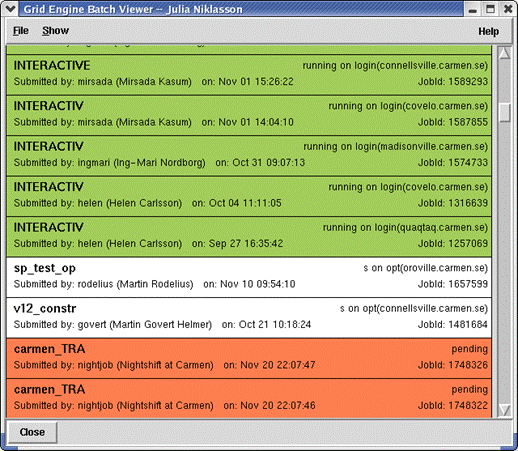 Grid Engine Batch Viewer -- Julia Niklasson
File Show Help
INTERACTIVE running on login(connellsville.carmen.se)
Submitted by: mirsada (Mirsada Kasum) on: Nov 01 15:26:22 JobId: 1589293
INTERACTIV running on login(covelo.carmen.se)
Submitted by: mirsada (Mirsada Kasum) on: Nov 01 14:04:10 JobId: 1587855
INTERACTIV running on login(madisonville.carmen.se)
Submitted by: ingmari (Ing-Mari Nordborg) on: Oct 31 09:07:13 JobId: 1574733
INTERACTIV running on login(covelo.carmen.se)
Submitted by: helen (Helen Carlsson) on: Oct 04 11:11:05 JobId: 1316639
INTERACTIV running on login(quaqtaq.carmen.se)
Submitted by: helen (Helen Carlsson) on: Sep 27 16:35:42 JobId: 1257069
sp_test_op s on opt(oroville.carmen.se)
Submitted by: rodelius (Martin Rodelius) on: Nov 10 09:54:10 JobId: 1657599
v12_constr s on opt(connellsville.carmen.se)
Submitted by: govert (Martin Govert Helmer) on: Oct 21 10:18:24 JobId: 1481684
carmen_TRA pending
Submitted by: nightjob (Nightshift at Carmen) on: Nov 20 22:07:47 JobId: 1748326
carmen_TRA pending
Submitted by: nightjob (Nightshift at Carmen) on: Nov 20 22:07:46 JobId: 1748322
Close